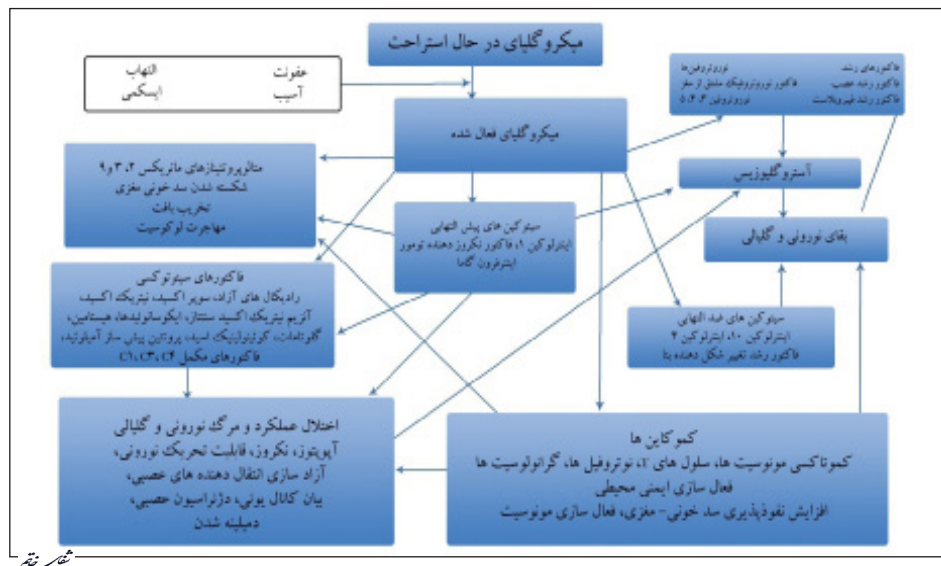 میکروگلیای در حال استراحت
عفونت التهاب
آسیب ایسکمی
فاکتورهای رشد نوروتروفین‌ها
فاکتور رشد عصب، فاکتور نوروتروفیک مشتق از مغز
فاکتور رشد فیبروبلاست نوروتروفین ۳، ۴، ۵
میکروگلیای فعال شده
متالوپروتئینازهای ماتریکس ۲، ۳ و ۹
شکسته شدن سد خونی مغزی
تخریب بافت
مهاجرت لوکوسیت
آستروگلیوزیس
سیتوکین های پیش التهابی
اینترلوکین ۱، فاکتور نکروز دهنده تومور
اینترفرون گاما
بقای نورونی و گلیالی
فاکتورهای سیتوتوکسی
رادیکال های آزاد، سوپر اکسید، نیتریک اکسید،
آنزیم نیتریک اکسید سنتتاز، ایکوسانوئیدها، هیستامین،
گلوتامات، کوئینولینیک اسید، پروتئین پیش ساز آمیلوئید،
فاکتورهای مکمل C۱، C۳، C۴
سیتوکین های ضد التهابی
اینترلوکین ۱۰، اینترلوکین ۴
فاکتور رشد تغییر شکل دهنده بتا
اختلال عملکرد و مرگ نورونی و گلیالی
آپوپتوز، نکروز، قابلیت تحریک نورونی،
آزاد سازی انتقال دهنده های عصبی،
بیان کانال یونی، دژنراسیون عصبی،
دمیلینه شدن
کموکاین ها
کموتاکسی مونوسیت ها، سلول های T، نوتروفیل ها، گرانولوسیت ها
فعال سازی ایمنی محیطی
افزایش نفوذپذیری سد خونی- مغزی، فعال سازی مونوسیت
شفای خاتم